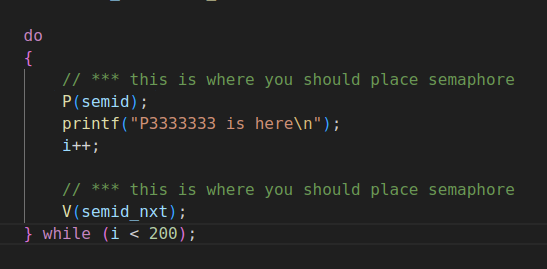 do
{
    // *** this is where you should place semaphore
    P(semid);
    printf("P3333333 is here\n");
    i++;

    // *** this is where you should place semaphore
    V(semid_nxt);
} while (i < 200);